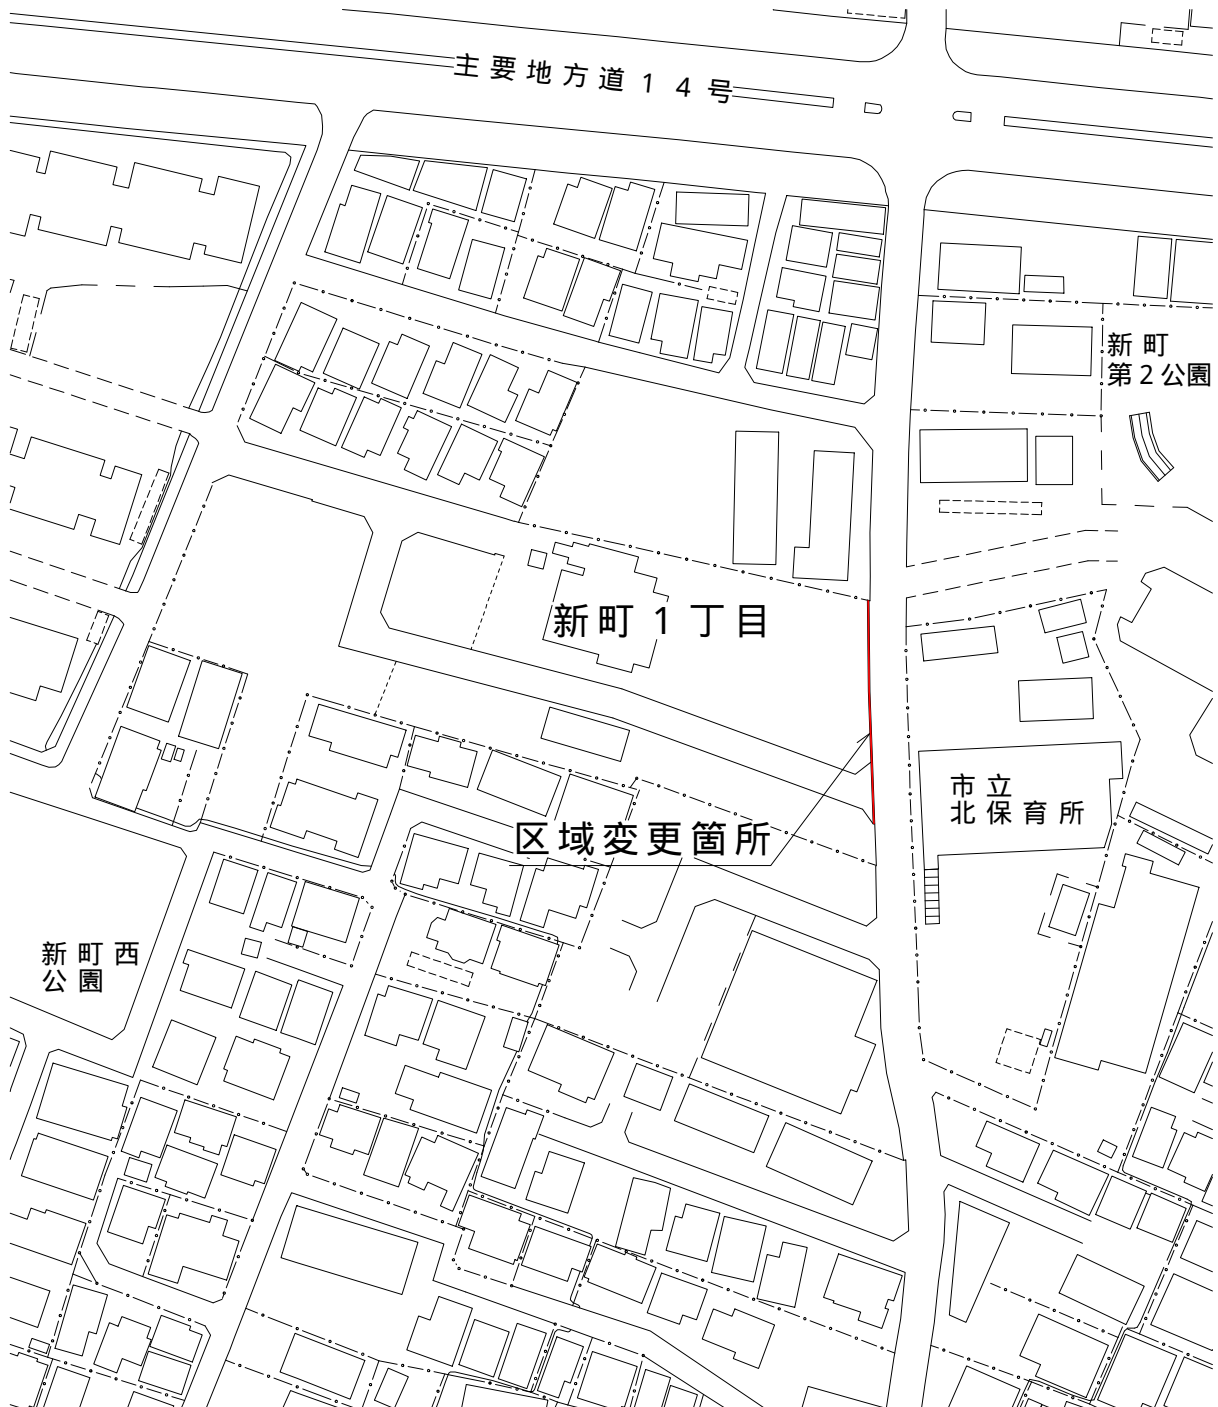 主要地方道１４号
新町
第２公園
新町１丁目
市立
北保育所
区域変更箇所
新町西
公園